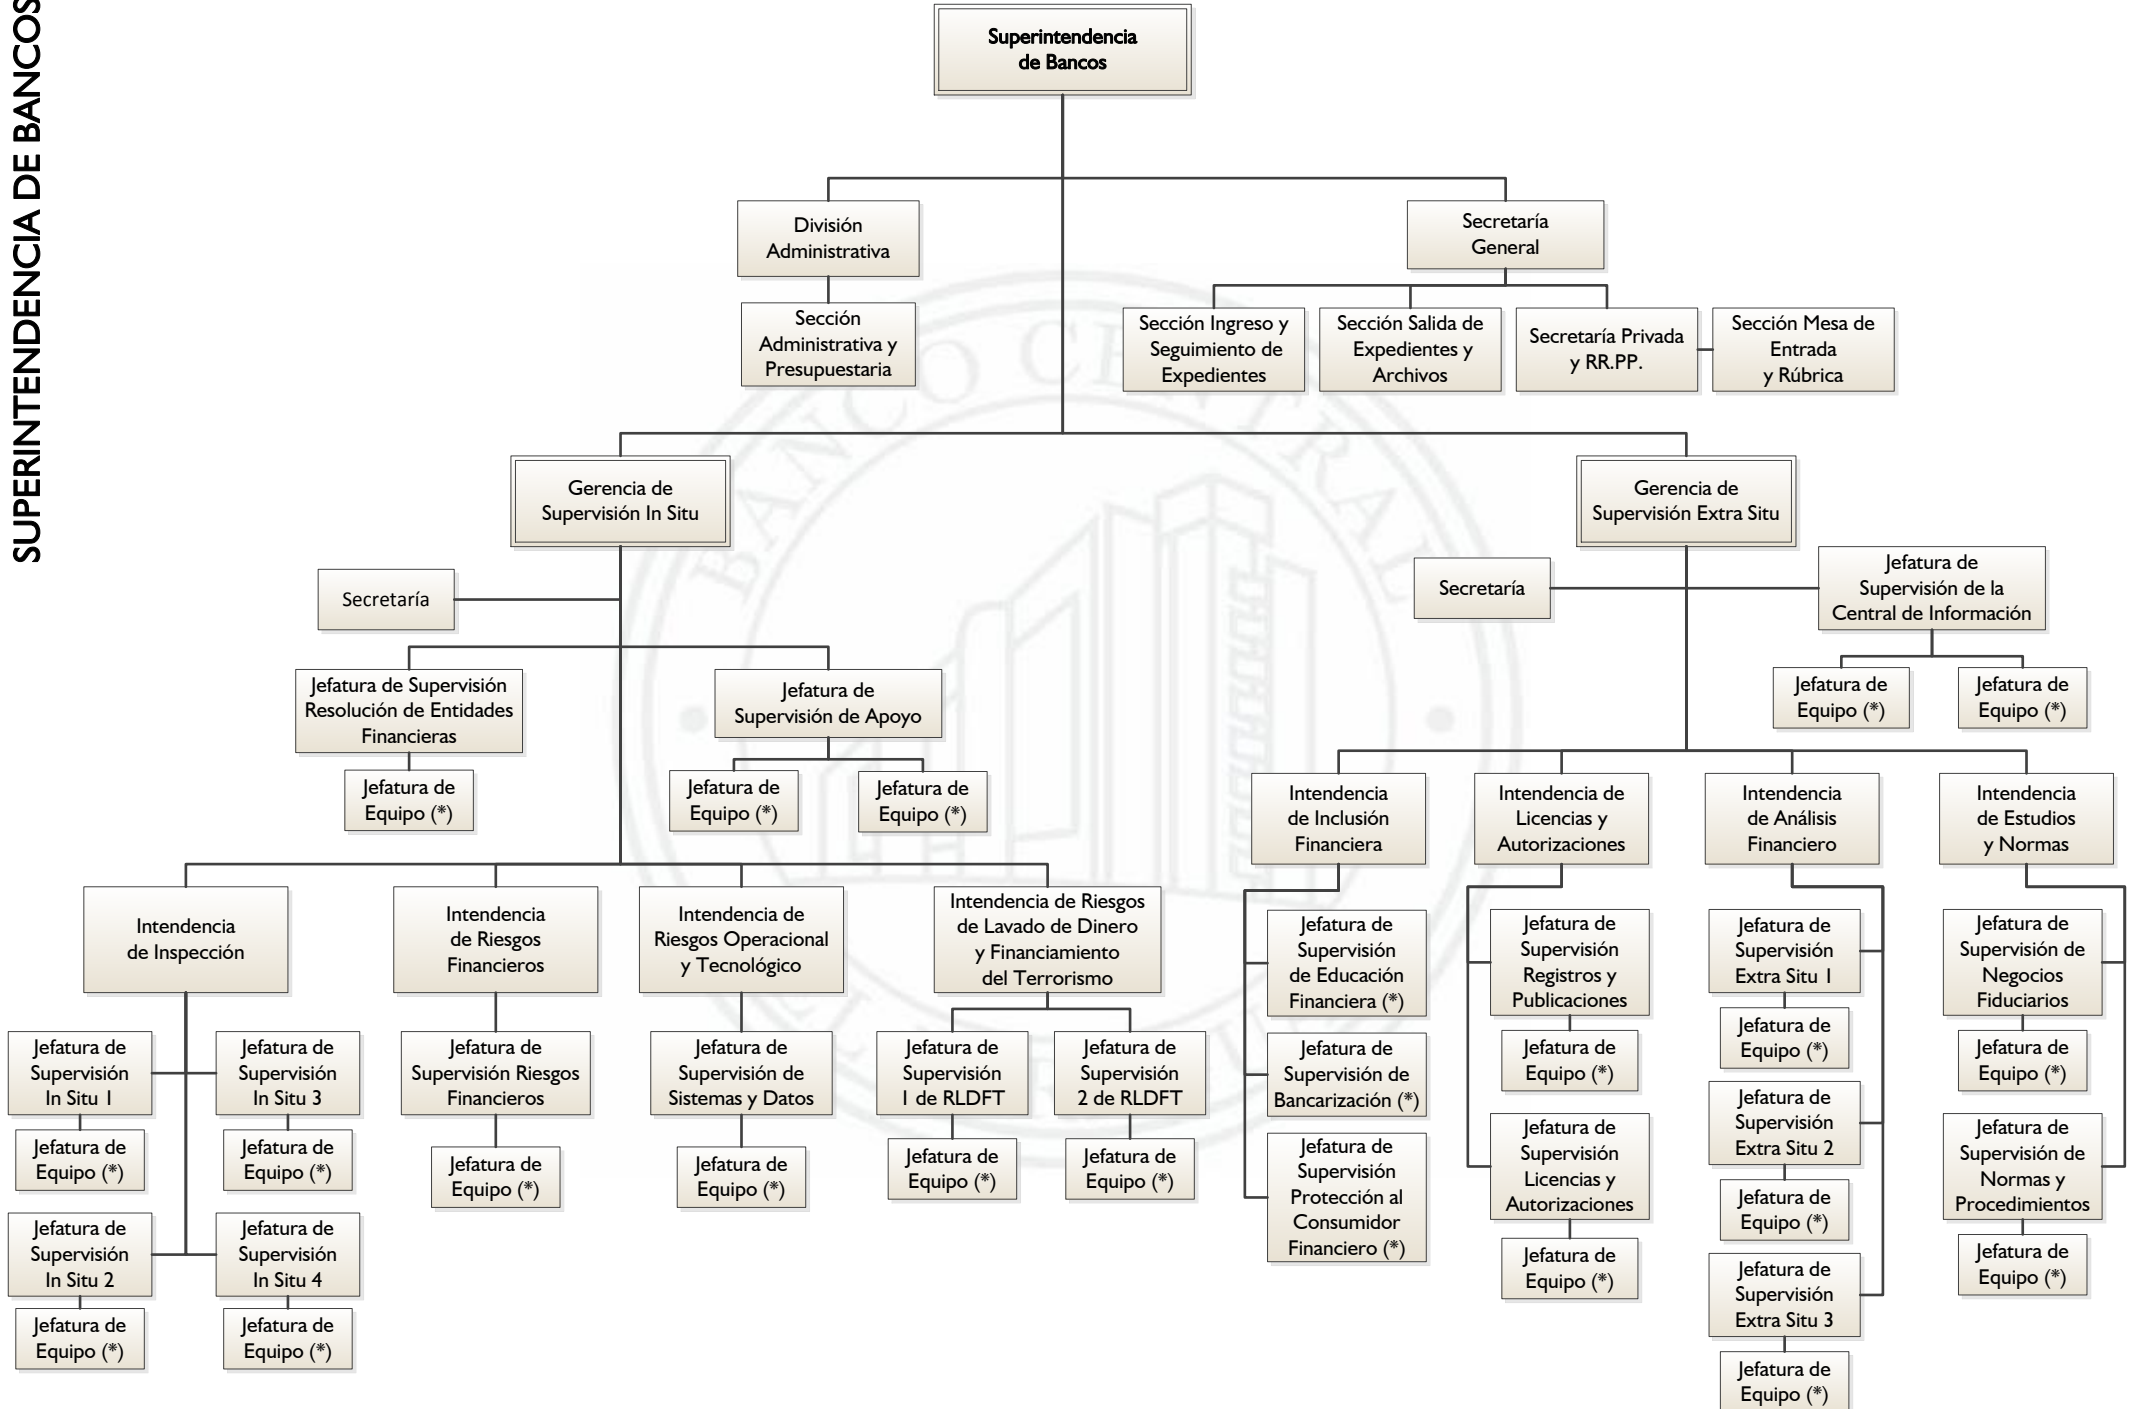 SUPERINTENDENCIA DE BANCOS
Superintendencia
de Bancos
División
Administrativa
Secretaría
General
Sección
Administrativa y
Presupuestaria
Sección Ingreso y
Seguimiento de
Expedientes
Sección Salida de
Expedientes y
Archivos
Secretaría Privada
y RR.PP.
Sección Mesa de
Entrada
y Rúbrica
Gerencia de
Supervisión In Situ
Gerencia de
Supervisión Extra Situ
Secretaría
Jefatura de Supervisión
Resolución de Entidades
Financieras
Jefatura de
Equipo (*)
Jefatura de
Supervisión de Apoyo
Jefatura de
Equipo (*)
Jefatura de
Equipo (*)
Secretaría
Jefatura de
Supervisión de la
Central de Información
Jefatura de
Equipo (*)
Jefatura de
Equipo (*)
Intendencia
de Inspección
Jefatura de
Supervisión
In Situ 1
Jefatura de
Equipo (*)
Jefatura de
Supervisión
In Situ 3
Jefatura de
Equipo (*)
Jefatura de
Supervisión
In Situ 2
Jefatura de
Equipo (*)
Jefatura de
Supervisión
In Situ 4
Jefatura de
Equipo (*)
Intendencia
de Riesgos
Financieros
Jefatura de
Supervisión Riesgos
Financieros
Jefatura de
Equipo (*)
Intendencia de
Riesgos Operacional
y Tecnológico
Jefatura de
Supervisión de
Sistemas y Datos
Jefatura de
Equipo (*)
Intendencia de Riesgos
de Lavado de Dinero
y Financiamiento
del Terrorismo
Jefatura de
Supervisión
1 de RLDFT
Jefatura de
Equipo (*)
Jefatura de
Supervisión
2 de RLDFT
Jefatura de
Equipo (*)
Intendencia
de Inclusión
Financiera
Jefatura de
Supervisión
de Educación
Financiera (*)
Jefatura de
Supervisión de
Bancarización (*)
Jefatura de
Supervisión
Protección al
Consumidor
Financiero (*)
Intendencia de
Licencias y
Autorizaciones
Jefatura de
Supervisión
Registros y
Publicaciones
Jefatura de
Equipo (*)
Jefatura de
Supervisión
Licencias y
Autorizaciones
Jefatura de
Equipo (*)
Intendencia
de Análisis
Financiero
Jefatura de
Supervisión
Extra Situ 1
Jefatura de
Equipo (*)
Jefatura de
Supervisión
Extra Situ 2
Jefatura de
Equipo (*)
Jefatura de
Supervisión
Extra Situ 3
Jefatura de
Equipo (*)
Intendencia
de Estudios
y Normas
Jefatura de
Supervisión de
Negocios
Fiduciarios
Jefatura de
Equipo (*)
Jefatura de
Supervisión de
Normas y
Procedimientos
Jefatura de
Equipo (*)
BANCO CENTRAL